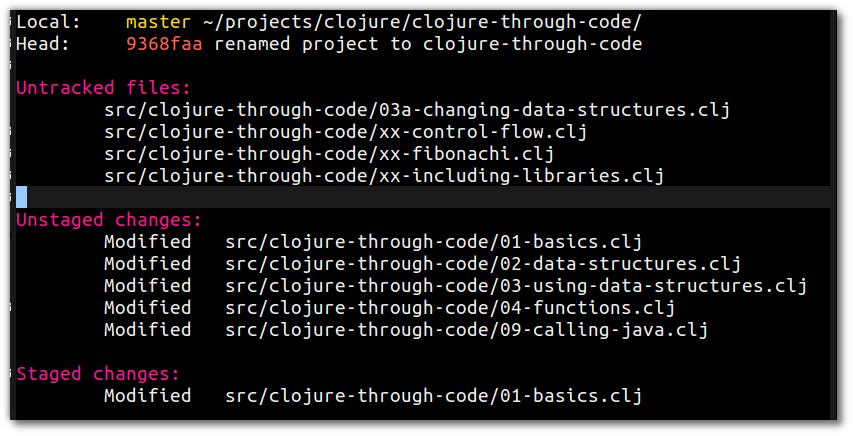 Local:    master ~/projects/clojure/clojure-through-code/
Head:     9368faa renamed project to clojure-through-code
Untracked files:
        src/clojure-through-code/03a-changing-data-structures.clj
        src/clojure-through-code/xx-control-flow.clj
        src/clojure-through-code/xx-fibonachi.clj
        src/clojure-through-code/xx-including-libraries.clj
Unstaged changes:
        Modified   src/clojure-through-code/01-basics.clj
        Modified   src/clojure-through-code/02-data-structures.clj
        Modified   src/clojure-through-code/03-using-data-structures.clj
        Modified   src/clojure-through-code/04-functions.clj
        Modified   src/clojure-through-code/09-calling-java.clj
Staged changes:
        Modified   src/clojure-through-code/01-basics.clj